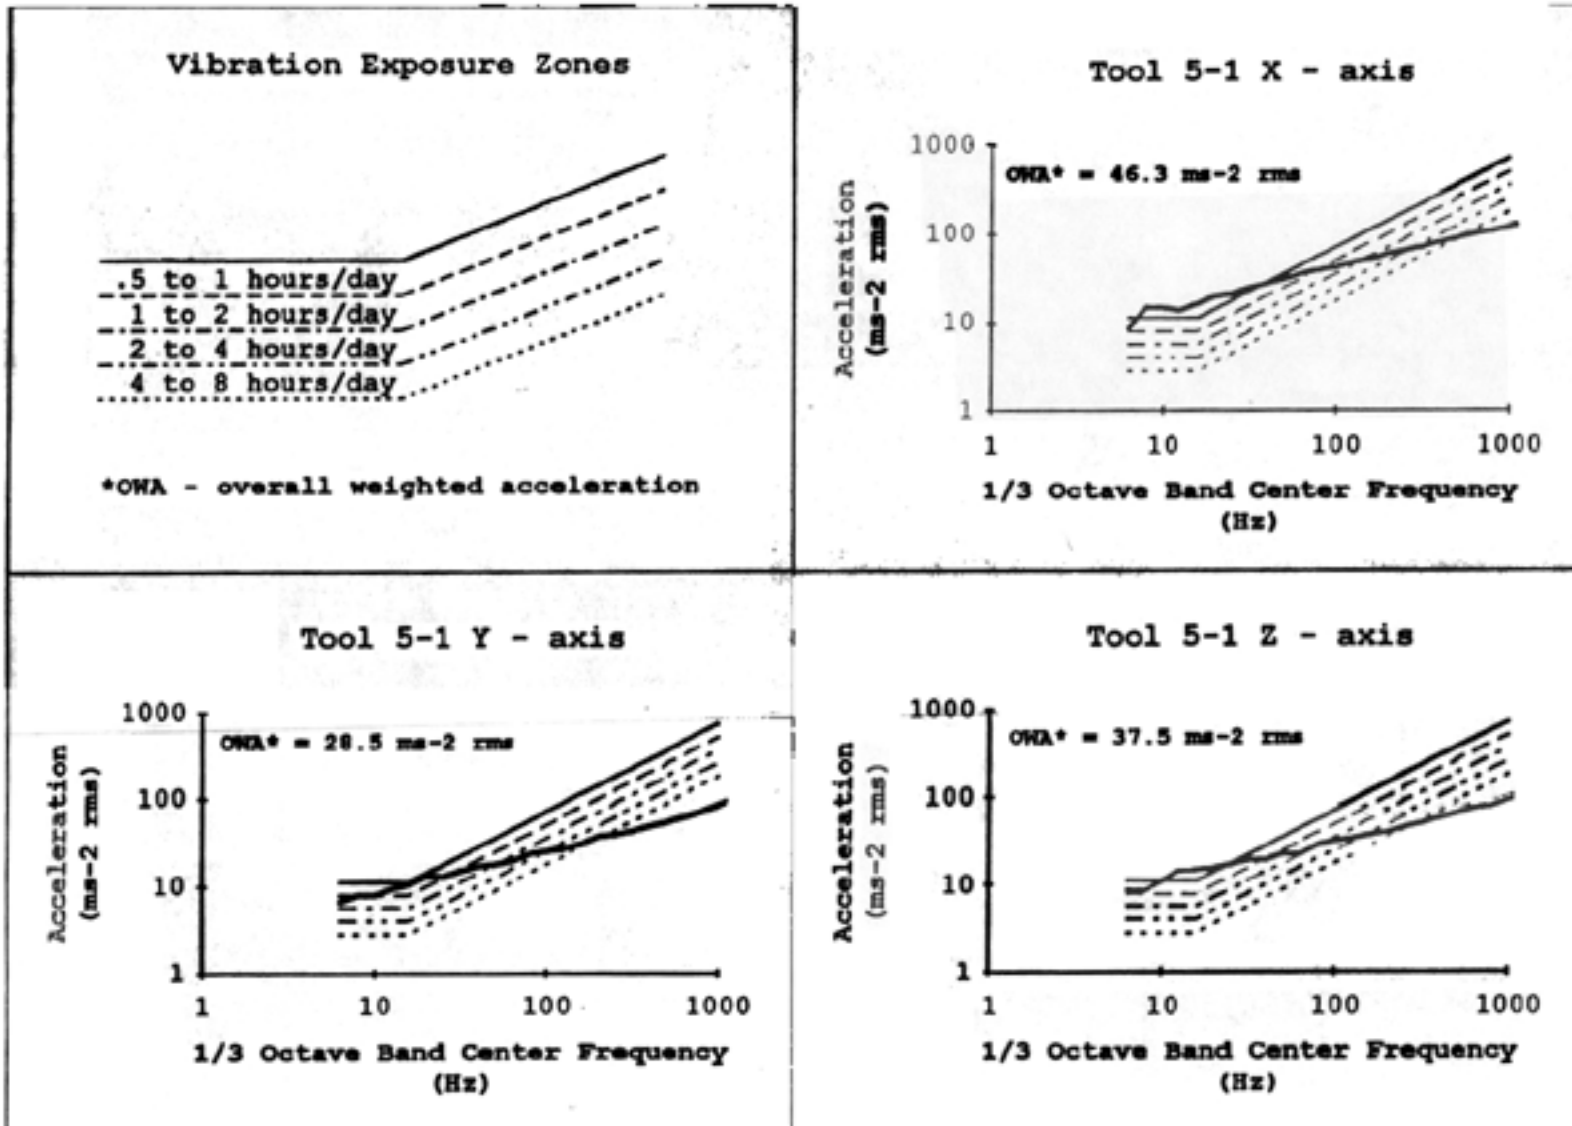 Vibration Exposure Zones
.5 to 1 hours/day
1 to 2 hours/day
2 to 4 hours/day
4 to 8 hours/day
*OWA - overall weighted acceleration
Tool 5-1 X - axis
Acceleration
(ms-2 rms)
1000
100
10
1
OWA* = 46.3 ms-2 rms
1 10 100 1000
1/3 Octave Band Center Frequency
(Hz)
Tool 5-1 Y - axis
Acceleration
(ms-2 rms)
1000
100
10
1
OWA* = 28.5 ms-2 rms
1 10 100 1000
1/3 Octave Band Center Frequency
(Hz)
Tool 5-1 Z - axis
Acceleration
(ms-2 rms)
1000
100
10
1
OWA* = 37.5 ms-2 rms
1 10 100 1000
1/3 Octave Band Center Frequency
(Hz)